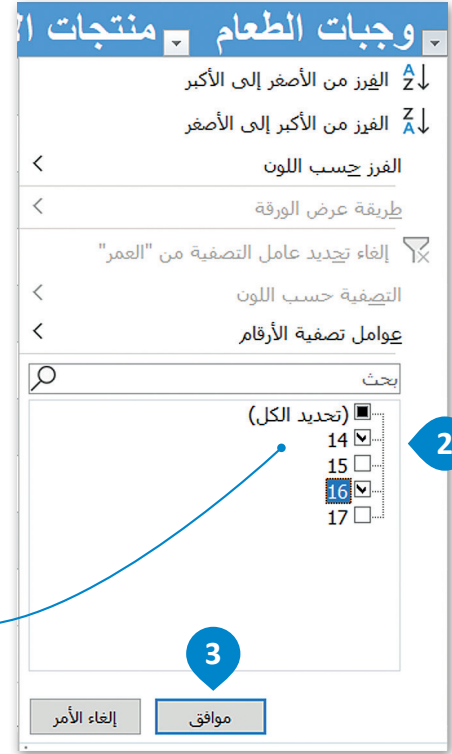 وجبات الطعام منتجات ا
الفرز من الأصغر إلى الأكبر
الفرز من الأكبر إلى الأصغر
الفرز حسب اللون
طريقة عرض الورقة
إلغاء تحديد عامل التصفية من "العمر"
التصفية حسب اللون
عوامل تصفية الأرقام
بحث
(تحديد الكل)
14
2
15
16
17
3
موافق إلغاء الأمر